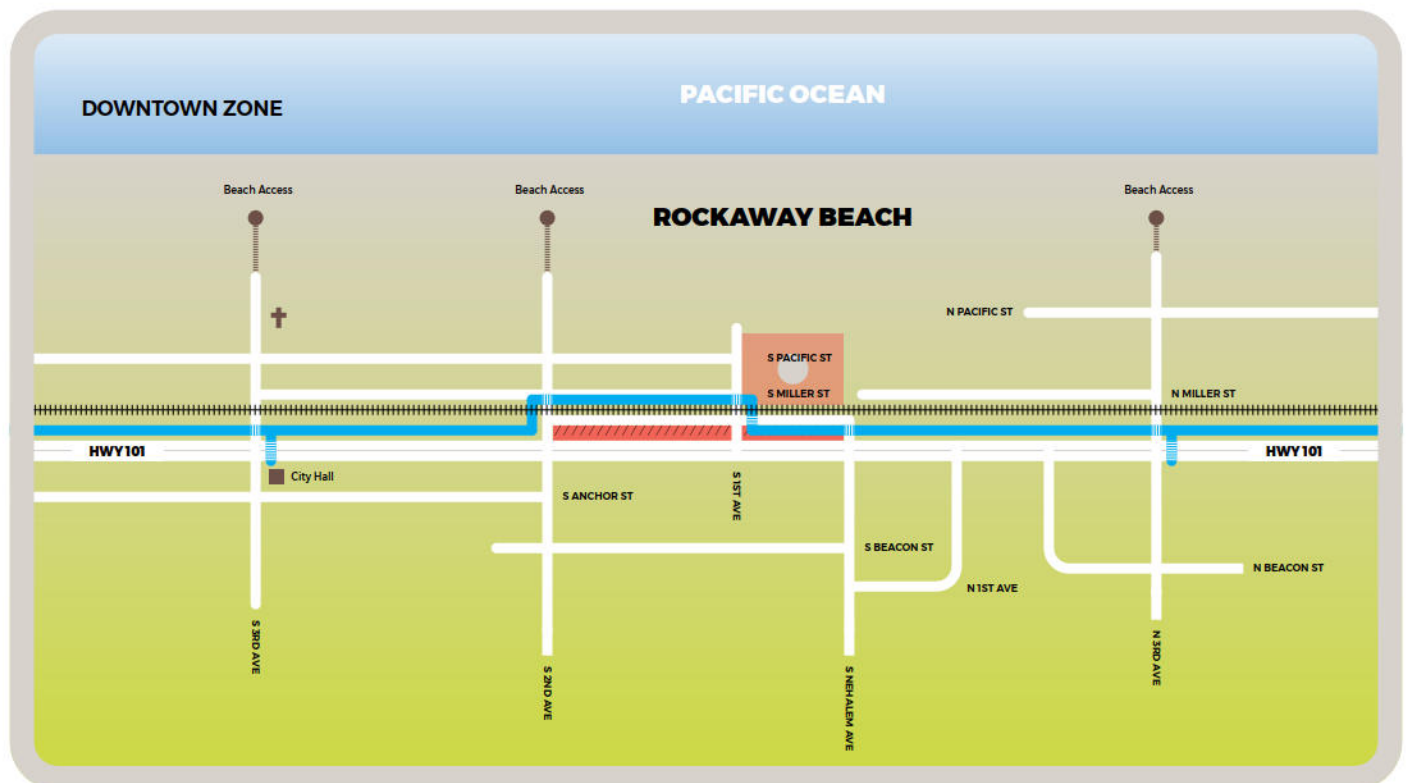 PACIFIC OCEAN
DOWNTOWN ZONE
Beach Access
Beach Access
Beach Access
ROCKAWAY BEACH
N PACIFIC ST
S PACIFIC ST
S MILLER ST
N MILLER ST
HWY 101
HWY 101
City Hall
S ANCHOR ST
S 1ST AVE
S BEACON ST
N BEACON ST
N 1ST AVE
S 3RD AVE
S 2ND AVE
S NEHALEM AVE
N 3RD AVE